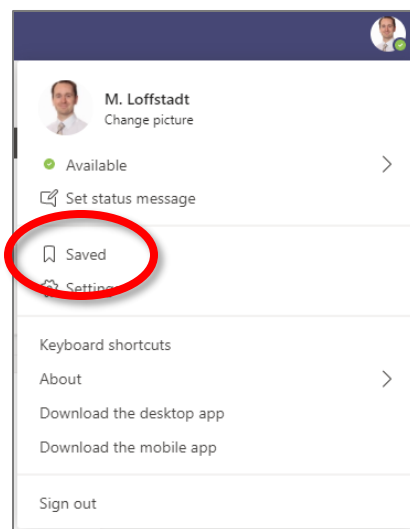 M. Loffstadt
Change picture
Available
Set status message
Saved
Settings
Keyboard shortcuts
About
Download the desktop app
Download the mobile app
Sign out